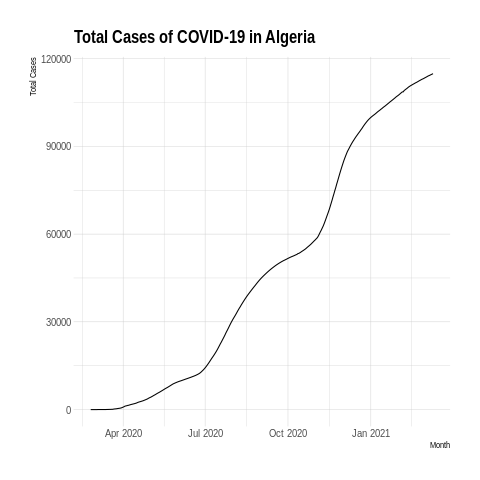 Total Cases of COVID-19 in Algeria
Total Cases
120000
90000
60000
30000
0
Apr 2020 Jul 2020 Oct 2020 Jan 2021
Month